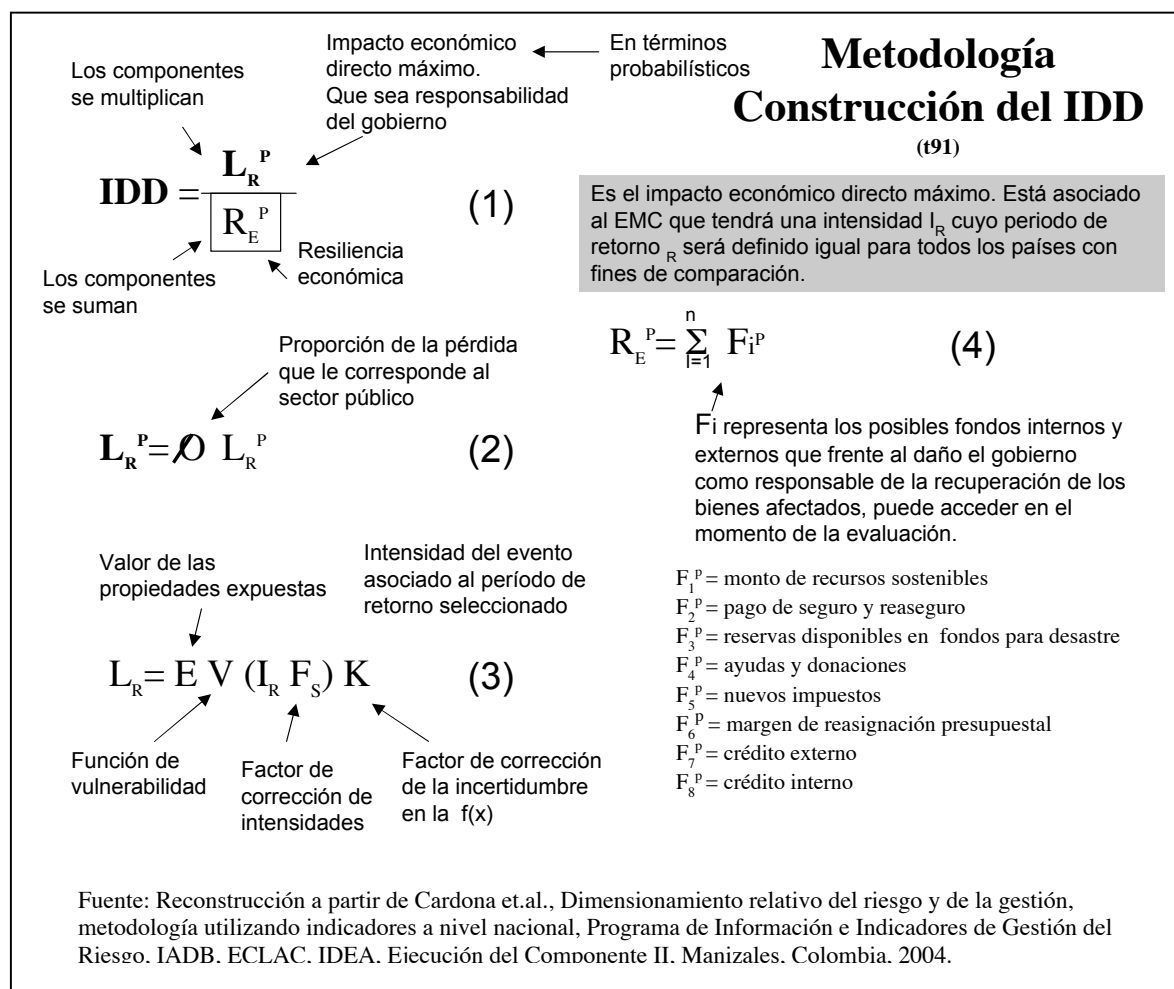 Metodología
Construcción del IDD
(t91)
Los componentes
se multiplican
Impacto económico
directo máximo.
Que sea responsabilidad
del gobierno
En términos
probabilísticos
IDD = L_R^P / R_E^P (1)
Resiliencia
económica
Los componentes
se suman
Es el impacto económico directo máximo. Está asociado
al EMC que tendrá una intensidad I_R cuyo periodo de
retorno _R será definido igual para todos los países con
fines de comparación.
Proporción de la pérdida
que le corresponde al
sector público
L_R^P = Ø L_R^P (2)
R_E^P = n Σ I=1 Fi^P (4)
Fi representa los posibles fondos internos y
externos que frente al daño el gobierno
como responsable de la recuperación de los
bienes afectados, puede acceder en el
momento de la evaluación.
Valor de las
propiedades expuestas
Intensidad del evento
asociado al período de
retorno seleccionado
L_R = E V (I_R F_S) K (3)
Función de
vulnerabilidad
Factor de
corrección de
intensidades
Factor de corrección
de la incertidumbre
en la f(x)
F_1^p = monto de recursos sostenibles
F_2^p = pago de seguro y reaseguro
F_3^p = reservas disponibles en fondos para desastre
F_4^p = ayudas y donaciones
F_5^p = nuevos impuestos
F_6^p = margen de reasignación presupuestal
F_7^p = crédito externo
F_8^p = crédito interno
Fuente: Reconstrucción a partir de Cardona et.al., Dimensionamiento relativo del riesgo y de la gestión,
metodología utilizando indicadores a nivel nacional, Programa de Información e Indicadores de Gestión del
Riesgo, IADB, ECLAC, IDEA, Ejecución del Componente II, Manizales, Colombia, 2004.